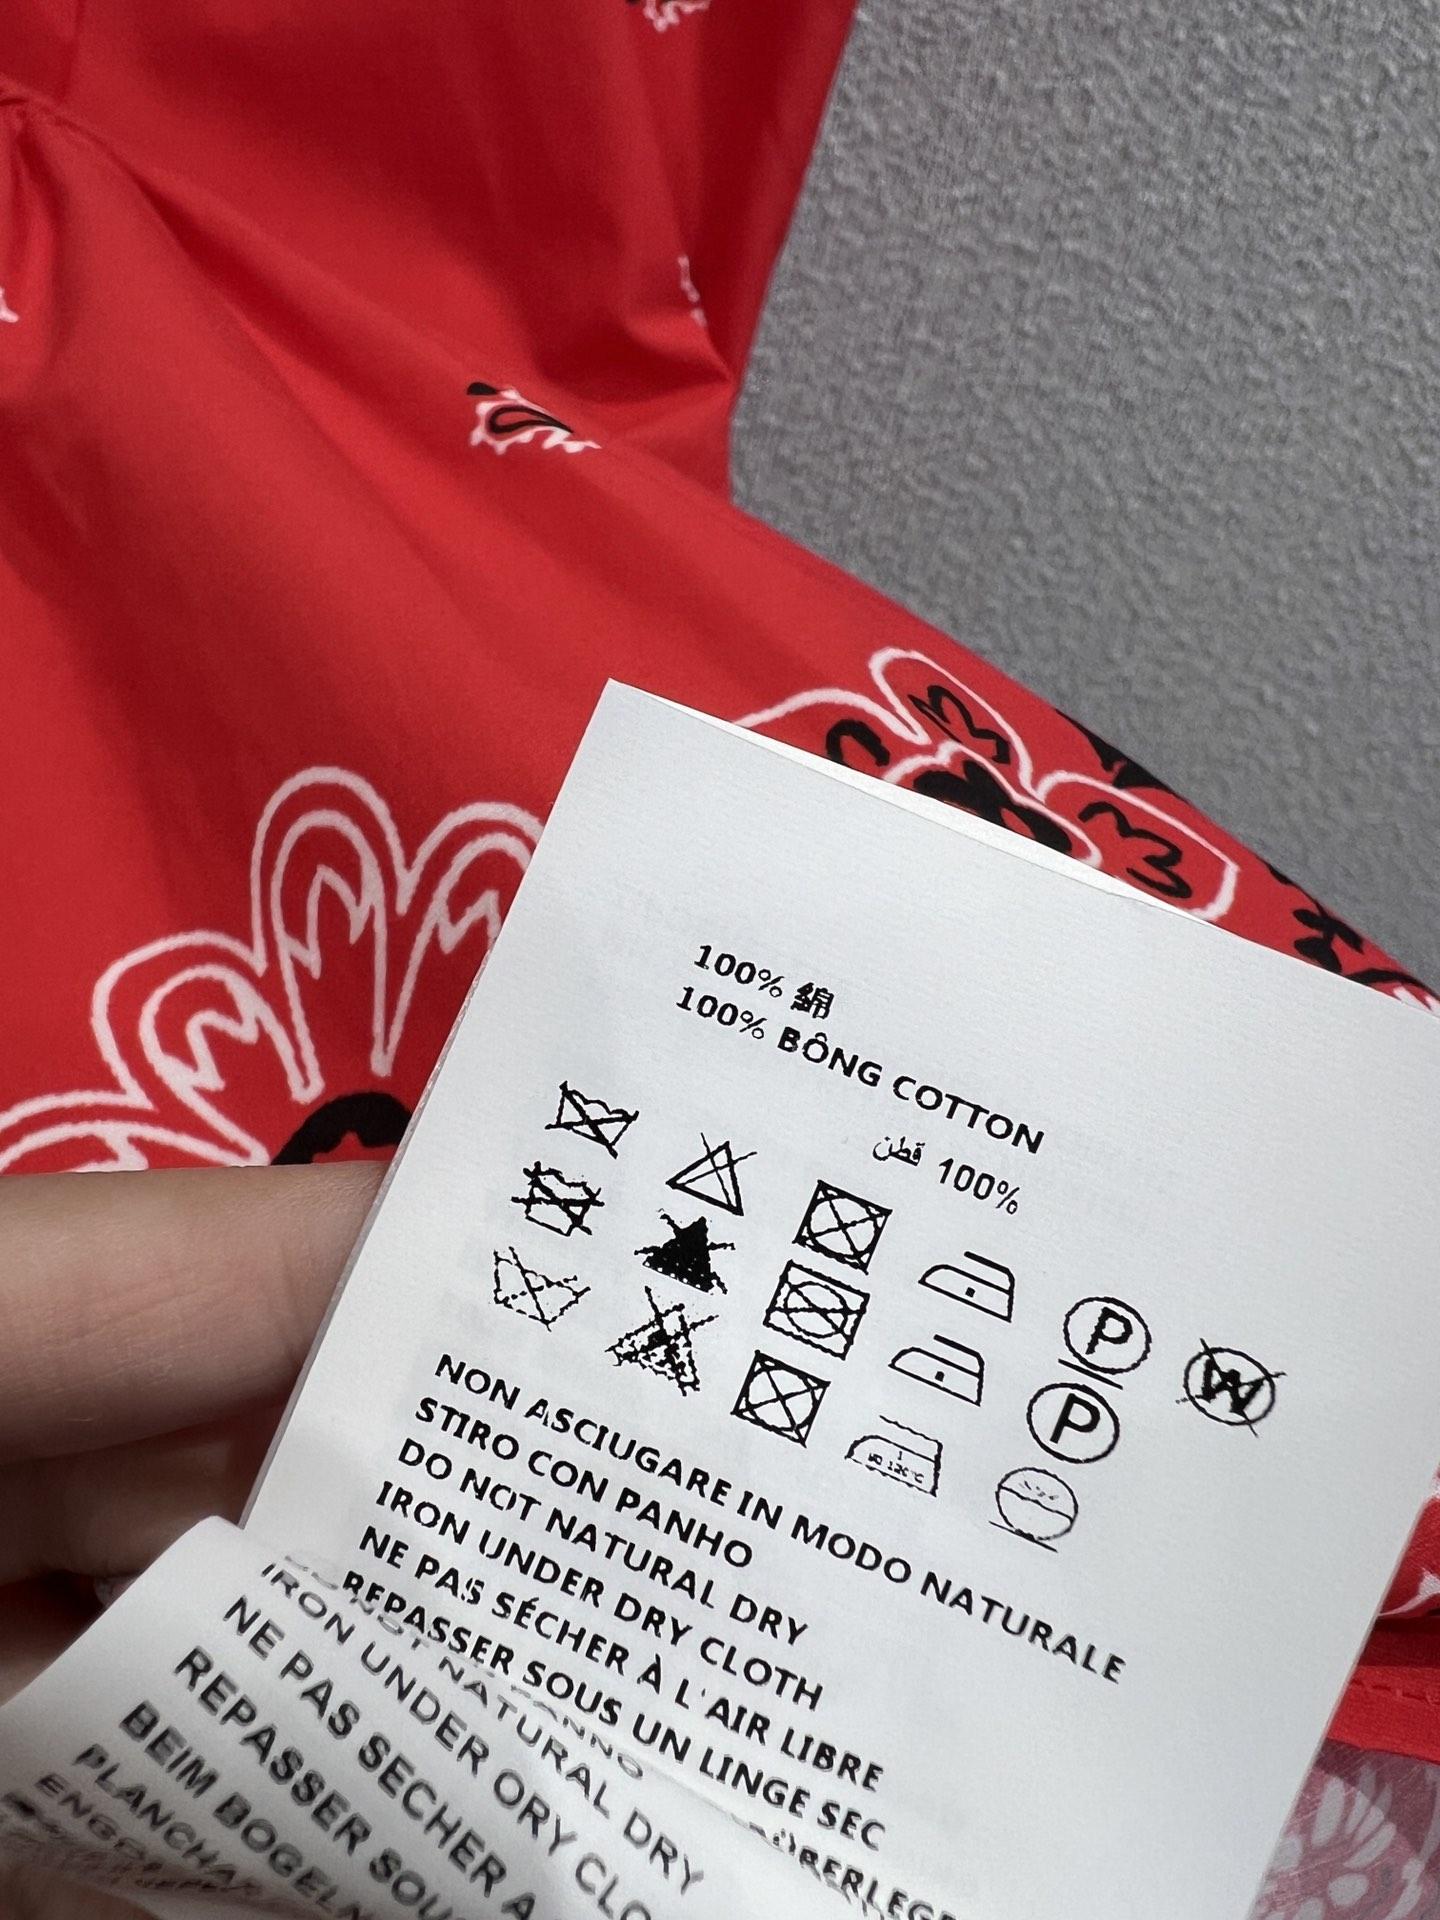 100% 綿
100% BÔNG COTTON
100% قطن
P
W
P
NON ASCIUGARE IN MODO NATURALE
STIRO CON PANHO
DO NOT NATURAL DRY
IRON UNDER DRY CLOTH
NE PAS SÉCHER À L'AIR LIBRE
REPASSER SOUS UN LINGE SEC
NATURAL DRY
IRON UNDER ORY CLO
NE PAS SECHER A
REPASSER SOU
BEIM BOGELN
PLANCHA